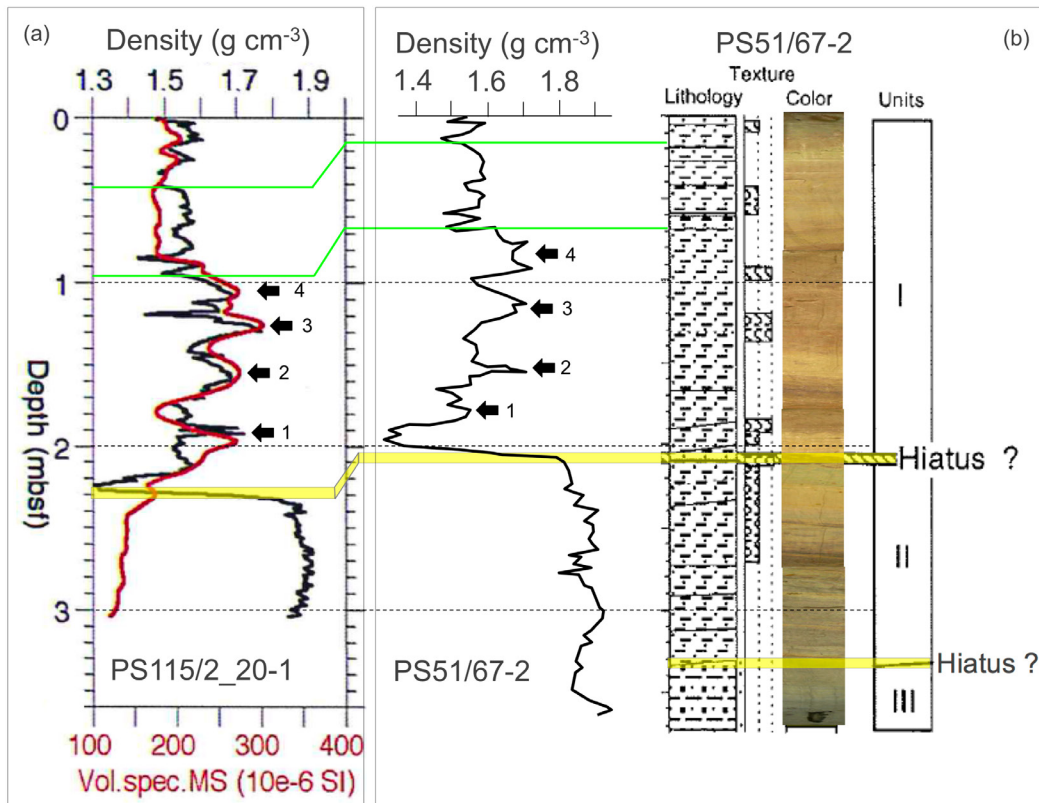 (a)
Density (g cm-3)
1.3 1.5 1.7 1.9
Density (g cm-3)
1.4 1.6 1.8
PS51/67-2
(b)
Texture
Lithology Color Units
0
1
2
3
Depth (mbsf)
4
3
2
1
4
3
2
1
I
Hiatus ?
II
Hiatus ?
III
PS115/2_20-1
PS51/67-2
100 200 300 400
Vol.spec.MS (10e-6 SI)